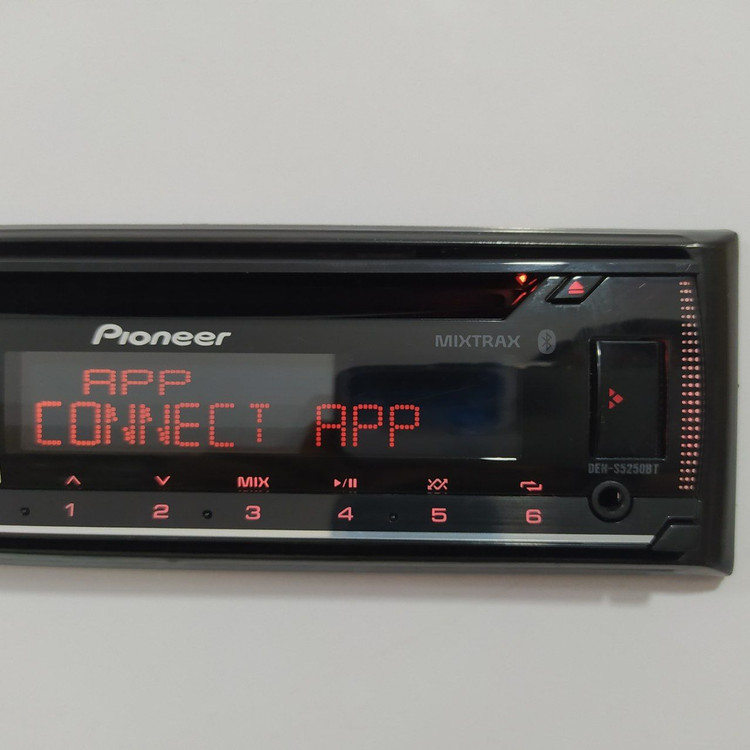 Pioneer
MIXTRAX
APP
CONNECT APP
DEH-S5250BT
MIX
1 2 3 4 5 6